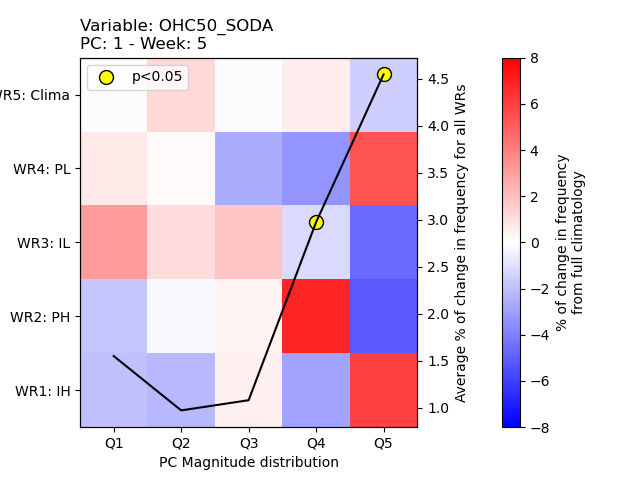 Variable: OHC50_SODA
PC: 1 - Week: 5
p<0.05
WR5: Clima
WR4: PL
WR3: IL
WR2: PH
WR1: IH
Q1 Q2 Q3 Q4 Q5
PC Magnitude distribution
4.5
4.0
3.5
3.0
2.5
2.0
1.5
1.0
Average % of change in frequency for all WRs
8
6
4
2
0
−2
−4
−6
−8
% of change in frequency
from full climatology